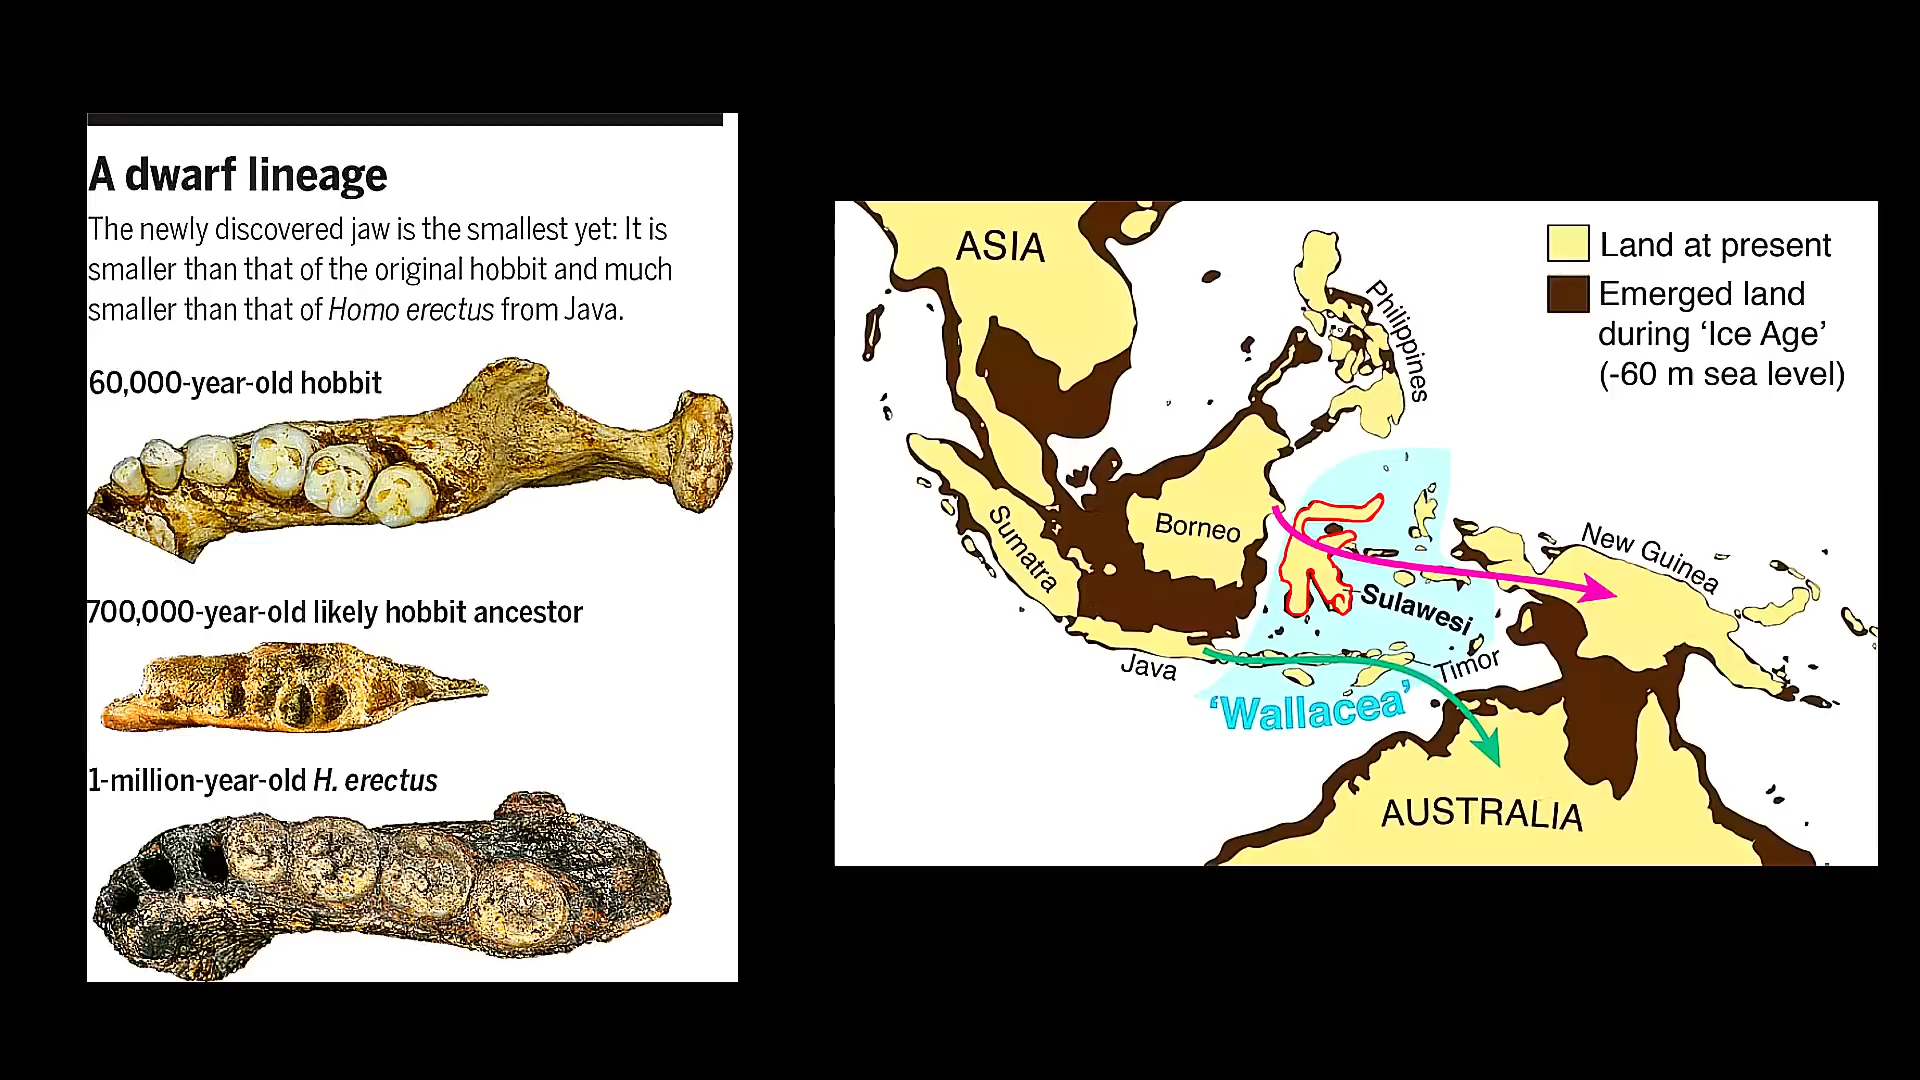 A dwarf lineage
The newly discovered jaw is the smallest yet: It is
smaller than that of the original hobbit and much
smaller than that of Homo erectus from Java.
60,000-year-old hobbit
700,000-year-old likely hobbit ancestor
1-million-year-old H. erectus
ASIA
Land at present
Emerged land
during ‘Ice Age’
(-60 m sea level)
Philippines
Sumatra
Borneo
New Guinea
Sulawesi
Java
Timor
‘Wallacea’
AUSTRALIA